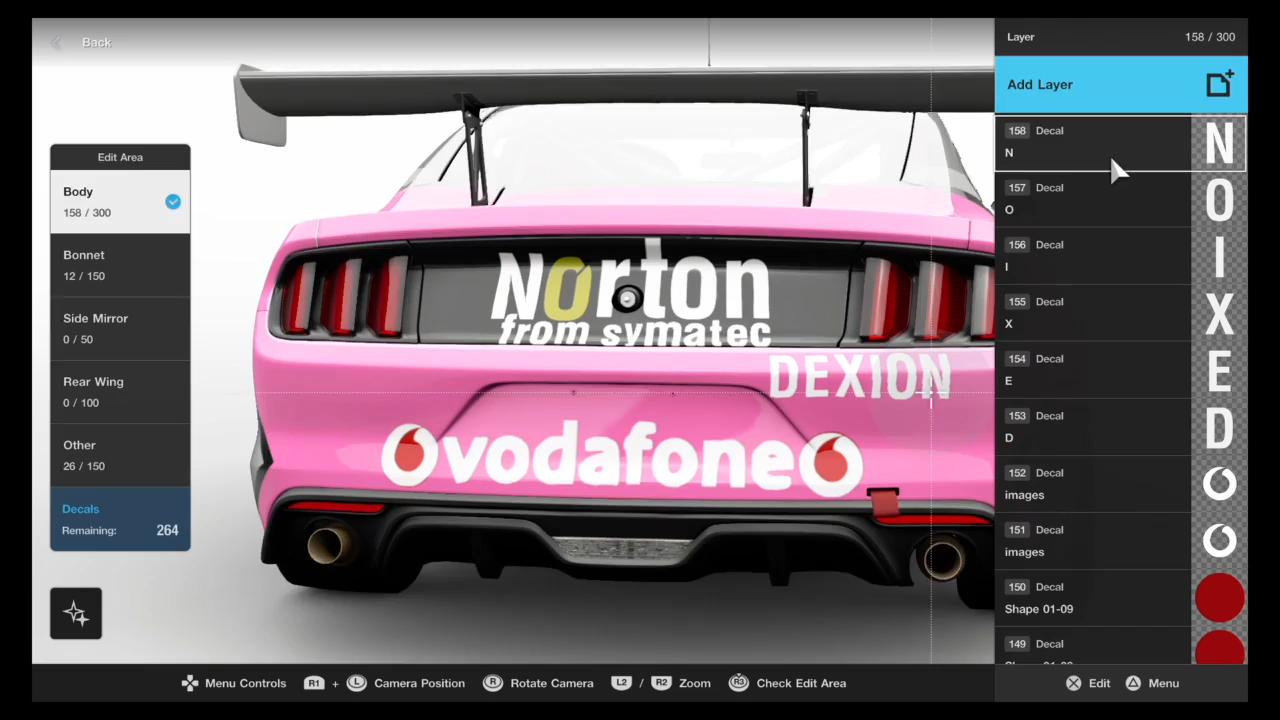 Back
Edit Area
Body
158 / 300
Bonnet
12 / 150
Side Mirror
0 / 50
Rear Wing
0 / 100
Other
26 / 150
Decals
Remaining: 264
Norton
from symatec
DEXION
vodafone
Layer 158 / 300
Add Layer
158 Decal
N
N
157 Decal
O
O
156 Decal
I
I
155 Decal
X
X
154 Decal
E
E
153 Decal
D
D
152 Decal
images
151 Decal
images
150 Decal
Shape 01-09
149 Decal
Menu Controls R1 + L Camera Position R Rotate Camera L2 / R2 Zoom R3 Check Edit Area Edit Menu